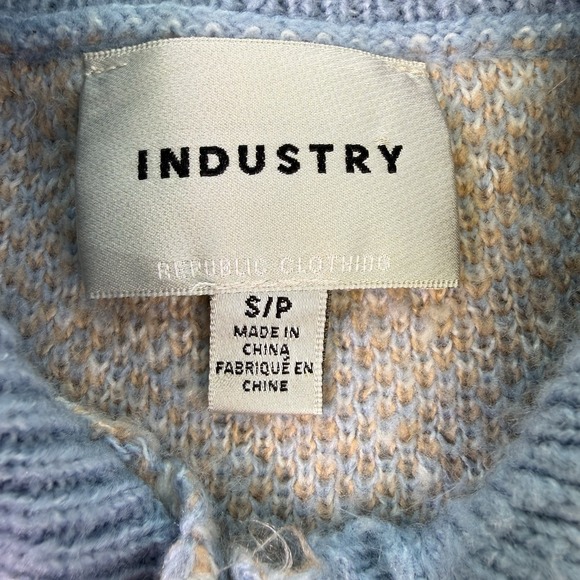 INDUSTRY
REPUBLIC CLOTHING
S/P
MADE IN
CHINA
FABRIQUÉ EN
CHINE